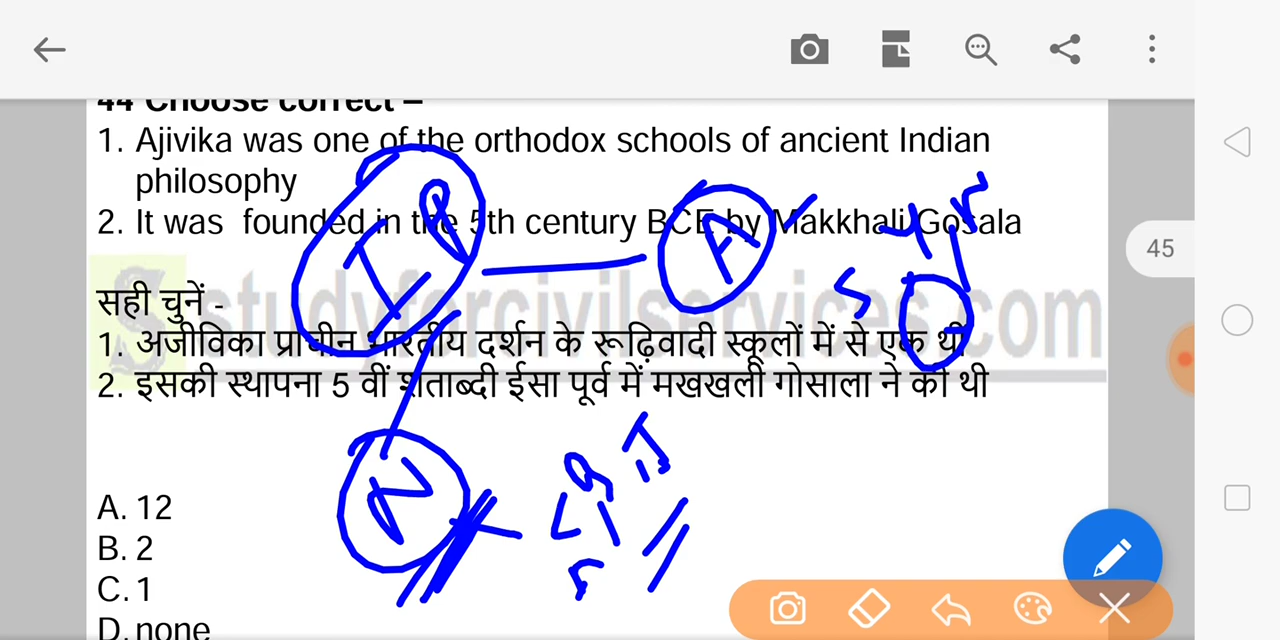 44 Choose correct –
1. Ajivika was one of the orthodox schools of ancient Indian
philosophy
2. It was founded in the 5th century BCE by Makkhali Gosala
studyforcivilservices.com
सही चुनें -
1. अजीविका प्राचीन भारतीय दर्शन के रूढ़िवादी स्कूलों में से एक थी
2. इसकी स्थापना 5 वीं शताब्दी ईसा पूर्व में मखखली गोसाला ने की थी
A. 12
B. 2
C. 1
D. none
45
A
N